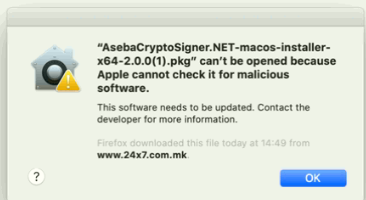 “AsebaCryptoSigner.NET-macos-installer-
x64-2.0.0(1).pkg” can’t be opened because
Apple cannot check it for malicious
software.
This software needs to be updated. Contact the
developer for more information.
Firefox downloaded this file today at 14:49 from
www.24x7.com.mk.
?
OK